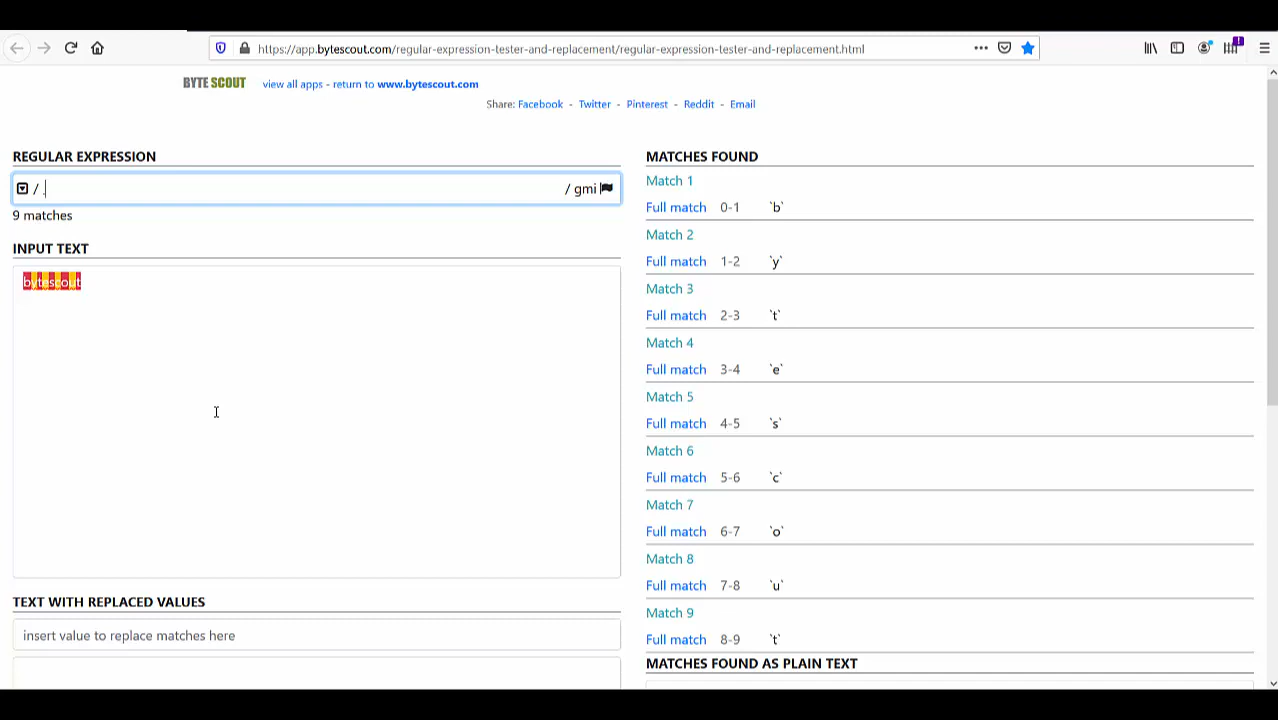 https://app.bytescout.com/regular-expression-tester-and-replacement/regular-expression-tester-and-replacement.html
BYTE SCOUT view all apps - return to www.bytescout.com
Share: Facebook - Twitter - Pinterest - Reddit - Email
REGULAR EXPRESSION
/ . / gmi
9 matches
INPUT TEXT
bytescout
TEXT WITH REPLACED VALUES
insert value to replace matches here
MATCHES FOUND
Match 1
Full match 0-1 `b`
Match 2
Full match 1-2 `y`
Match 3
Full match 2-3 `t`
Match 4
Full match 3-4 `e`
Match 5
Full match 4-5 `s`
Match 6
Full match 5-6 `c`
Match 7
Full match 6-7 `o`
Match 8
Full match 7-8 `u`
Match 9
Full match 8-9 `t`
MATCHES FOUND AS PLAIN TEXT